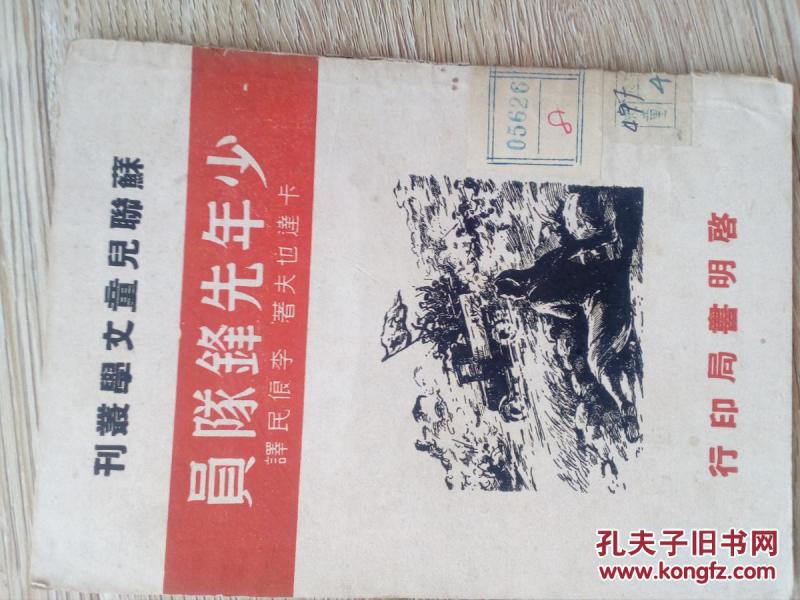 蘇聯兒童文學叢刊
少年先鋒隊員
卡達也夫著 李俍民譯
啓明書局印行
05626
8
497
4
孔夫子旧书网
www.kongfz.com